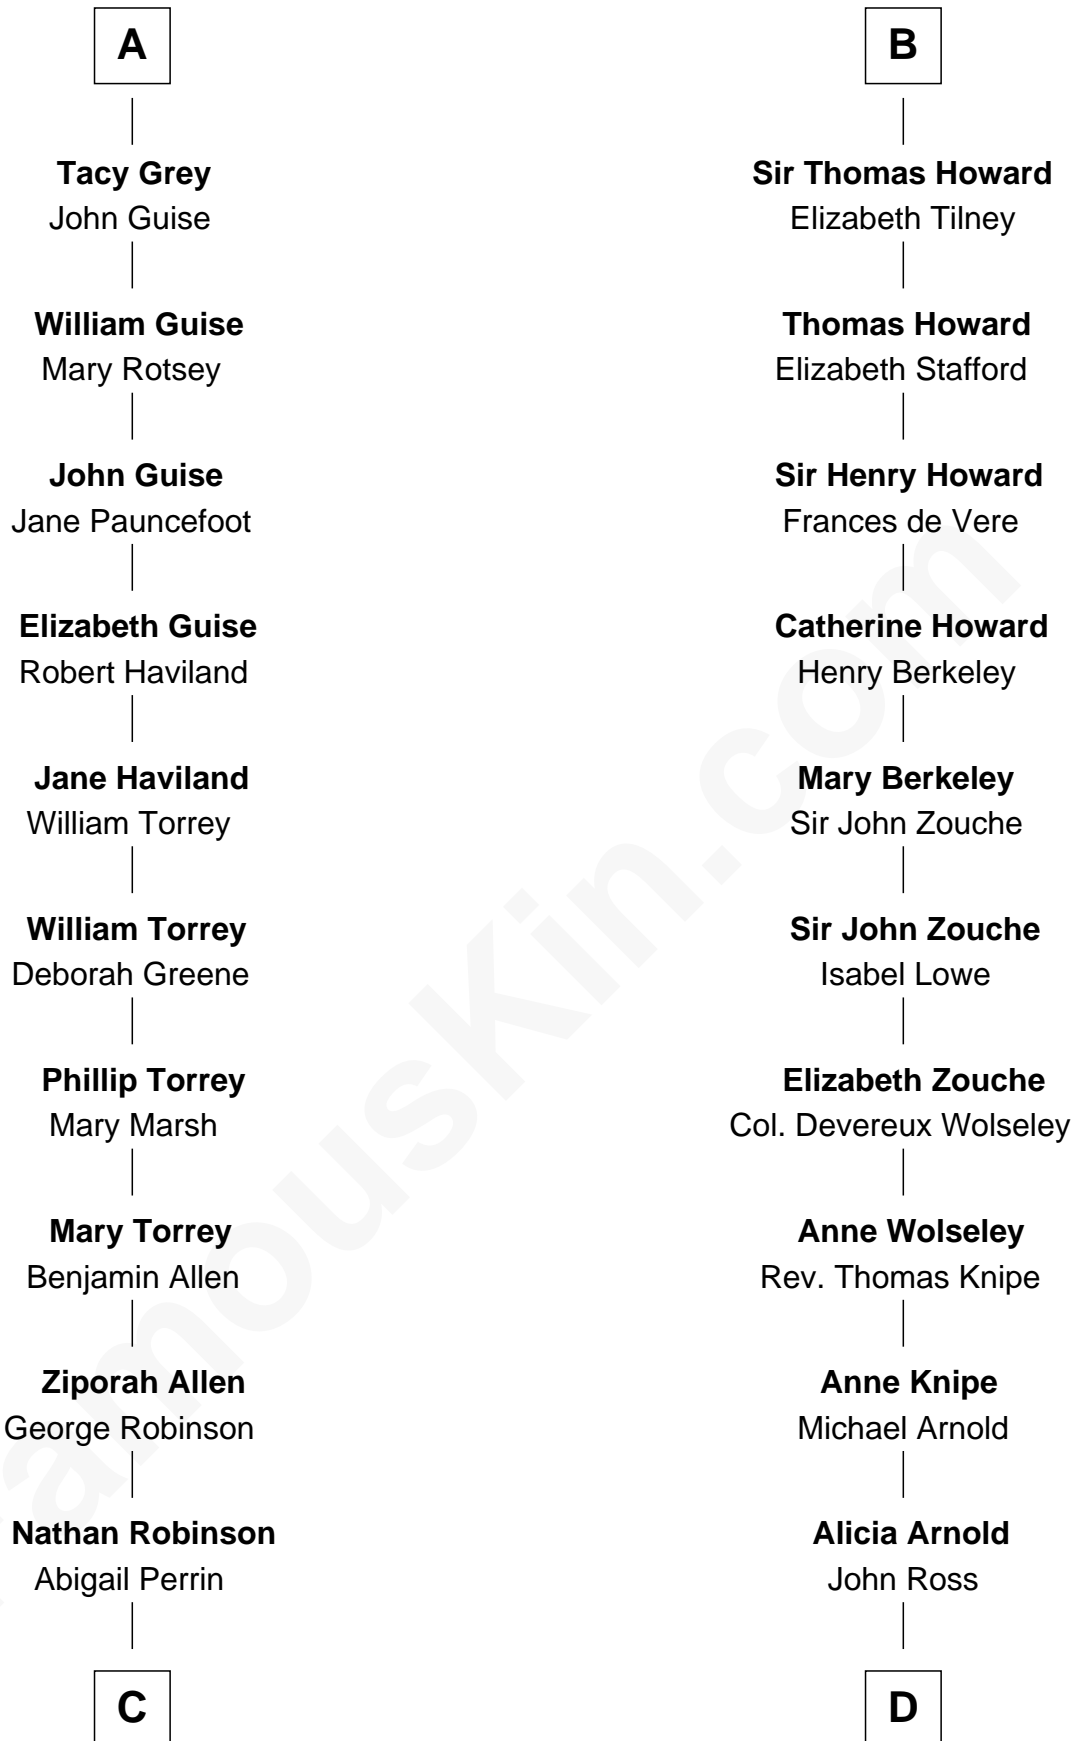 A
Tacy Grey
John Guise
William Guise
Mary Rotsey
John Guise
Jane Pauncefoot
Elizabeth Guise
Robert Haviland
Jane Haviland
William Torrey
William Torrey
Deborah Greene
Phillip Torrey
Mary Marsh
Mary Torrey
Benjamin Allen
Ziporah Allen
George Robinson
Nathan Robinson
Abigail Perrin
C
B
Sir Thomas Howard
Elizabeth Tilney
Thomas Howard
Elizabeth Stafford
Sir Henry Howard
Frances de Vere
Catherine Howard
Henry Berkeley
Mary Berkeley
Sir John Zouche
Sir John Zouche
Isabel Lowe
Elizabeth Zouche
Col. Devereux Wolseley
Anne Wolseley
Rev. Thomas Knipe
Anne Knipe
Michael Arnold
Alicia Arnold
John Ross
D
FamousKin.com